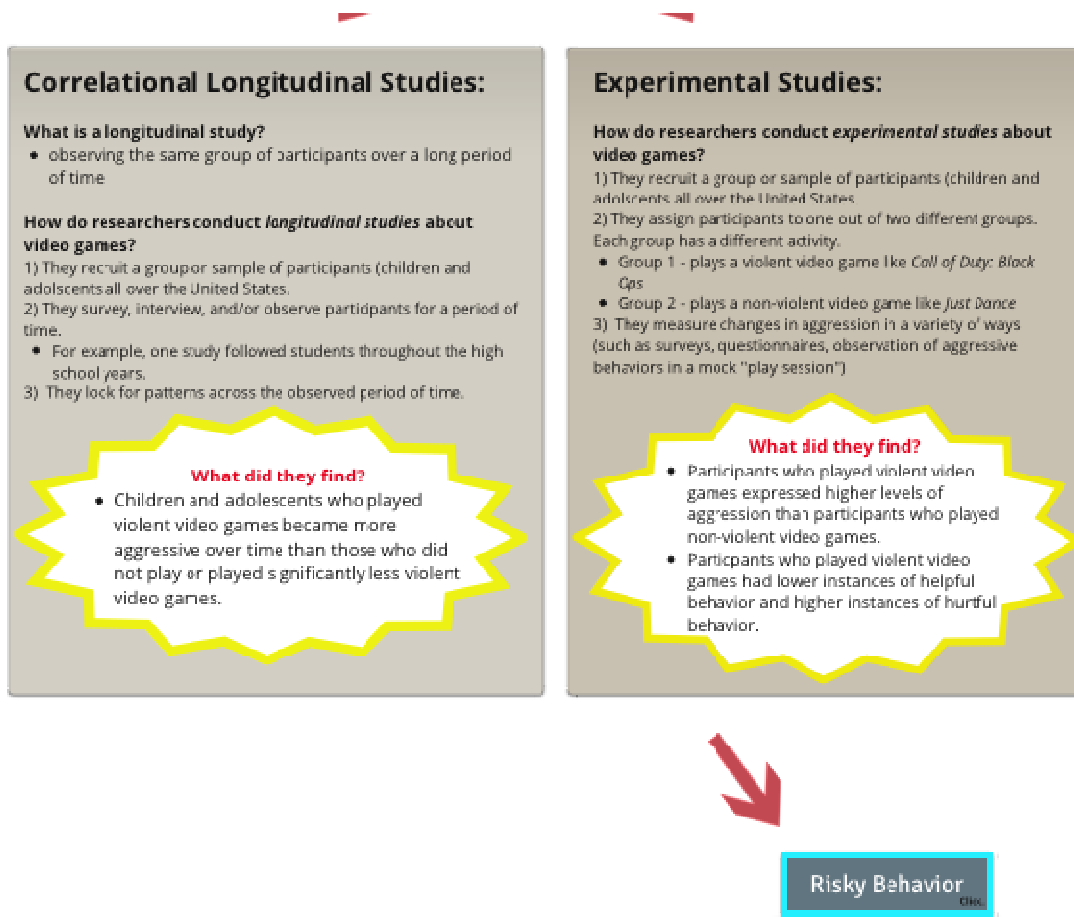 Correlational Longitudinal Studies:
What is a longitudinal study?
• observing the same group of participants over a long period
of time
How do researchers conduct longitudinal studies about
video games?
1) They recruit a group or sample of participants (children and
adolscents all over the United States.
2) They survey, interview, and/or observe participants for a period of
time.
• For example, one study followed students throughout the high
school years.
3) They look for patterns across the observed period of time.
What did they find?
• Children and adolescents who played
violent video games became more
aggressive over time than those who did
not play or played significantly less violent
video games.
Experimental Studies:
How do researchers conduct experimental studies about
video games?
1) They recruit a group or sample of participants (children and
adolscents all over the United States
2) They assign participants to one out of two different groups.
Each group has a different activity.
• Group 1 - plays a violent video game like Call of Duty: Black
Ops
• Group 2 - plays a non-violent video game like Just Dance
3) They measure changes in aggression in a variety of ways
(such as surveys, questionnaires, observation of aggressive
behaviors in a mock "play session")
What did they find?
• Participants who played violent video
games expressed higher levels of
aggression than participants who played
non-violent video games.
• Particpants who played violent video
games had lower instances of helpful
behavior and higher instances of hurtful
behavior.
Risky Behavior